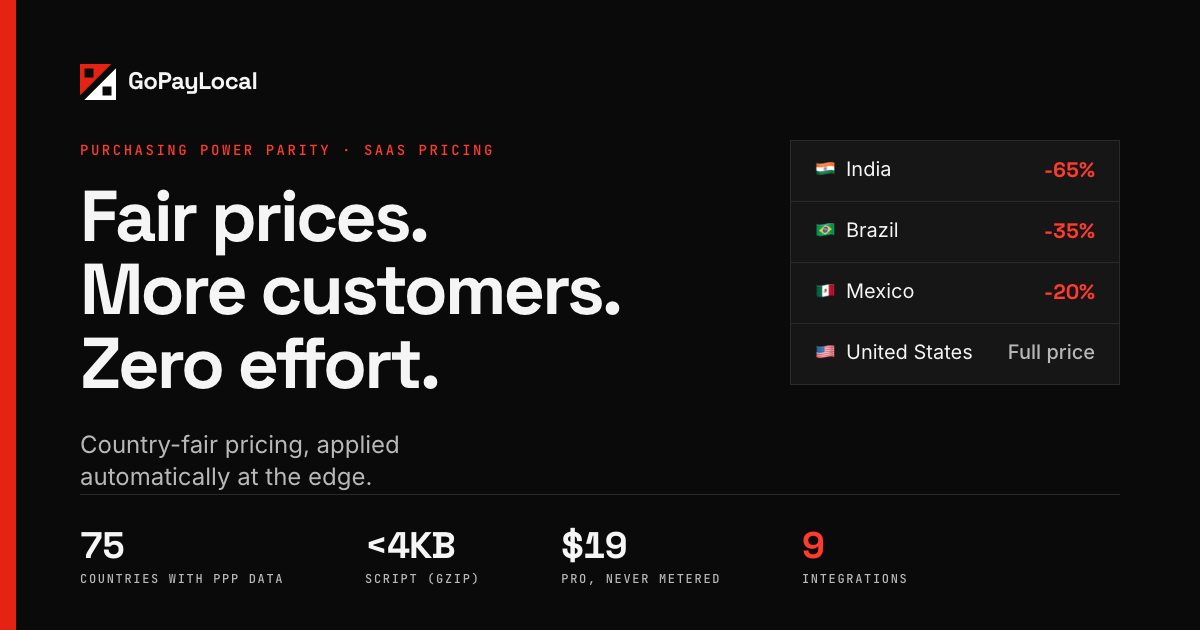 GoPayLocal
PURCHASING POWER PARITY · SAAS PRICING
Fair prices.
More customers.
Zero effort.
Country-fair pricing, applied
automatically at the edge.
India -65%
Brazil -35%
Mexico -20%
United States Full price
75
COUNTRIES WITH PPP DATA
<4KB
SCRIPT (GZIP)
$19
PRO, NEVER METERED
9
INTEGRATIONS